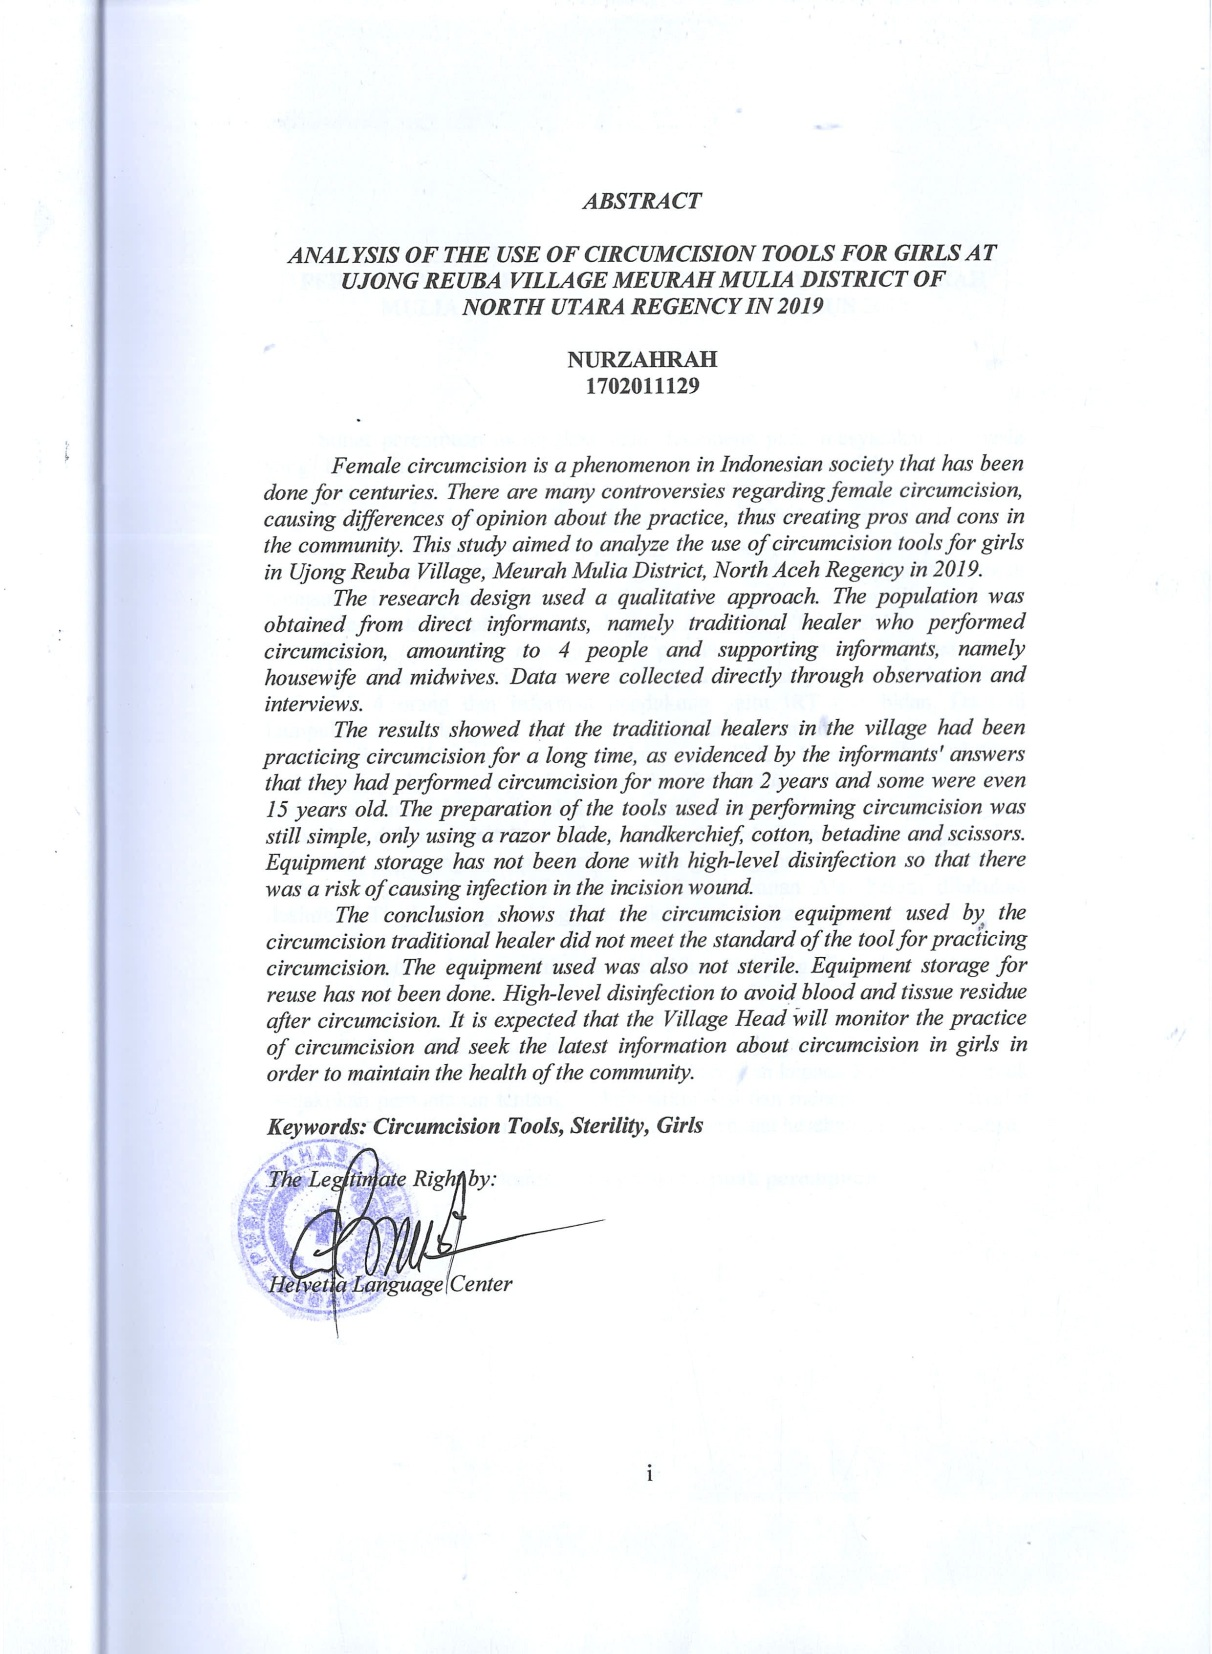 ABSTRACT
ANALYSIS OF THE USE OF CIRCUMCISION TOOLS FOR GIRLS AT
UJONG REUBA VILLAGE MEURAH MULIA DISTRICT OF
NORTH UTARA REGENCY IN 2019
NURZAHRAH
1702011129
Female circumcision is a phenomenon in Indonesian society that has been
done for centuries. There are many controversies regarding female circumcision,
causing differences of opinion about the practice, thus creating pros and cons in
the community. This study aimed to analyze the use of circumcision tools for girls
in Ujong Reuba Village, Meurah Mulia District, North Aceh Regency in 2019.
The research design used a qualitative approach. The population was
obtained from direct informants, namely traditional healer who performed
circumcision, amounting to 4 people and supporting informants, namely
housewife and midwives. Data were collected directly through observation and
interviews.
The results showed that the traditional healers in the village had been
practicing circumcision for a long time, as evidenced by the informants' answers
that they had performed circumcision for more than 2 years and some were even
15 years old. The preparation of the tools used in performing circumcision was
still simple, only using a razor blade, handkerchief, cotton, betadine and scissors.
Equipment storage has not been done with high-level disinfection so that there
was a risk of causing infection in the incision wound.
The conclusion shows that the circumcision equipment used by the
circumcision traditional healer did not meet the standard of the tool for practicing
circumcision. The equipment used was also not sterile. Equipment storage for
reuse has not been done. High-level disinfection to avoid blood and tissue residue
after circumcision. It is expected that the Village Head will monitor the practice
of circumcision and seek the latest information about circumcision in girls in
order to maintain the health of the community.
Keywords: Circumcision Tools, Sterility, Girls
The Legitimate Right by:
Helvetia Language Center
i